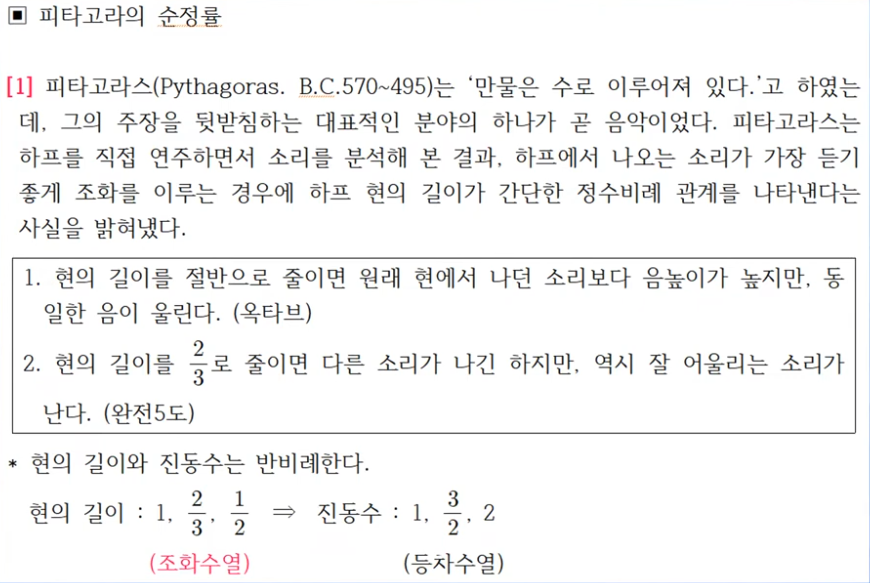 ▣ 피타고라의 순정률
[1] 피타고라스(Pythagoras. B.C.570~495)는 ‘만물은 수로 이루어져 있다.’고 하였는
데, 그의 주장을 뒷받침하는 대표적인 분야의 하나가 곧 음악이었다. 피타고라스는
하프를 직접 연주하면서 소리를 분석해 본 결과, 하프에서 나오는 소리가 가장 듣기
좋게 조화를 이루는 경우에 하프 현의 길이가 간단한 정수비례 관계를 나타낸다는
사실을 밝혀냈다.
1. 현의 길이를 절반으로 줄이면 원래 현에서 나던 소리보다 음높이가 높지만, 동
일한 음이 울린다. (옥타브)
2. 현의 길이를 2/3로 줄이면 다른 소리가 나긴 하지만, 역시 잘 어울리는 소리가
난다. (완전5도)
* 현의 길이와 진동수는 반비례한다.
현의 길이 : 1, 2/3, 1/2 ⇒ 진동수 : 1, 3/2, 2
(조화수열) (등차수열)